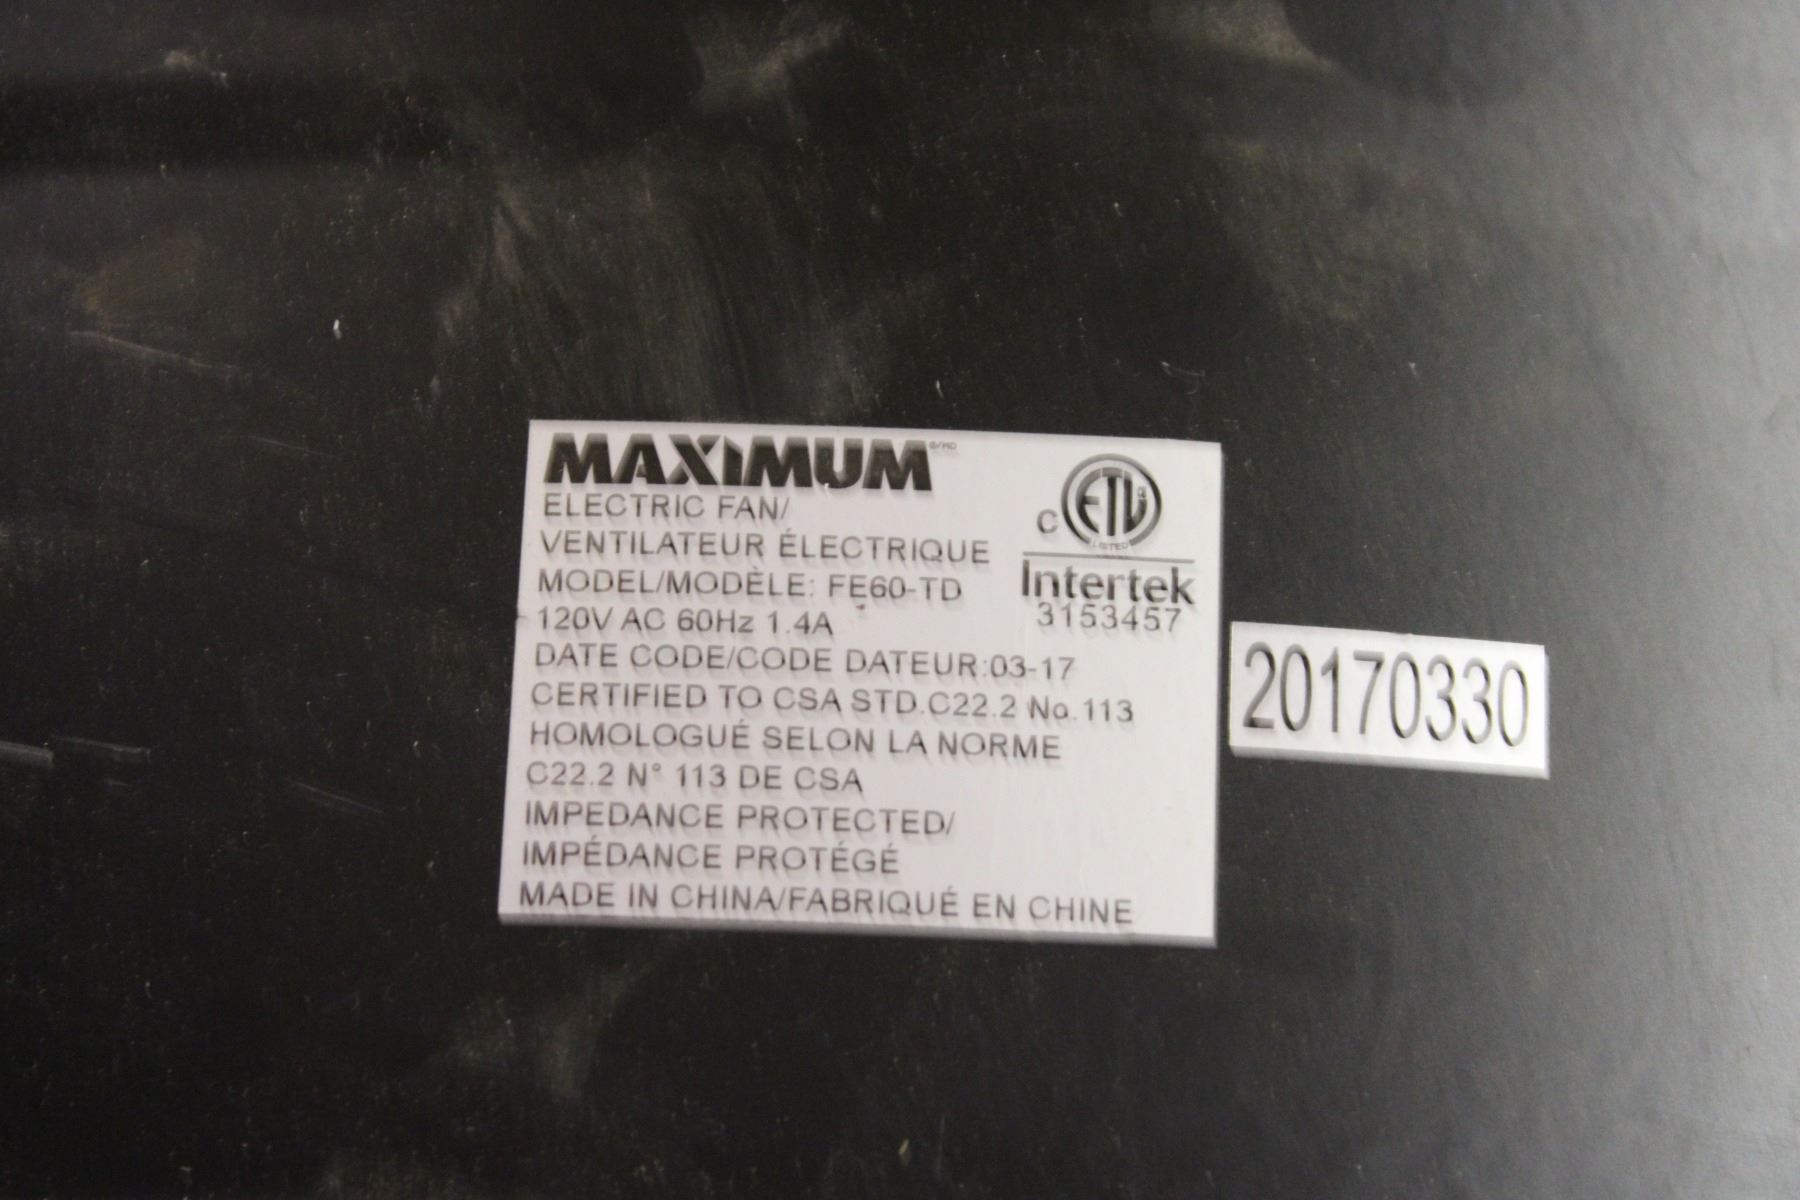 MAXIMUM ®/MD
ELECTRIC FAN/
VENTILATEUR ÉLECTRIQUE
MODEL/MODÈLE: FE60-TD
120V AC 60Hz 1.4A
DATE CODE/CODE DATEUR:03-17
CERTIFIED TO CSA STD.C22.2 No.113
HOMOLOGUÉ SELON LA NORME
C22.2 N° 113 DE CSA
IMPEDANCE PROTECTED/
IMPÉDANCE PROTÉGÉ
MADE IN CHINA/FABRIQUÉ EN CHINE
C ETL
LISTED
Intertek
3153457
20170330